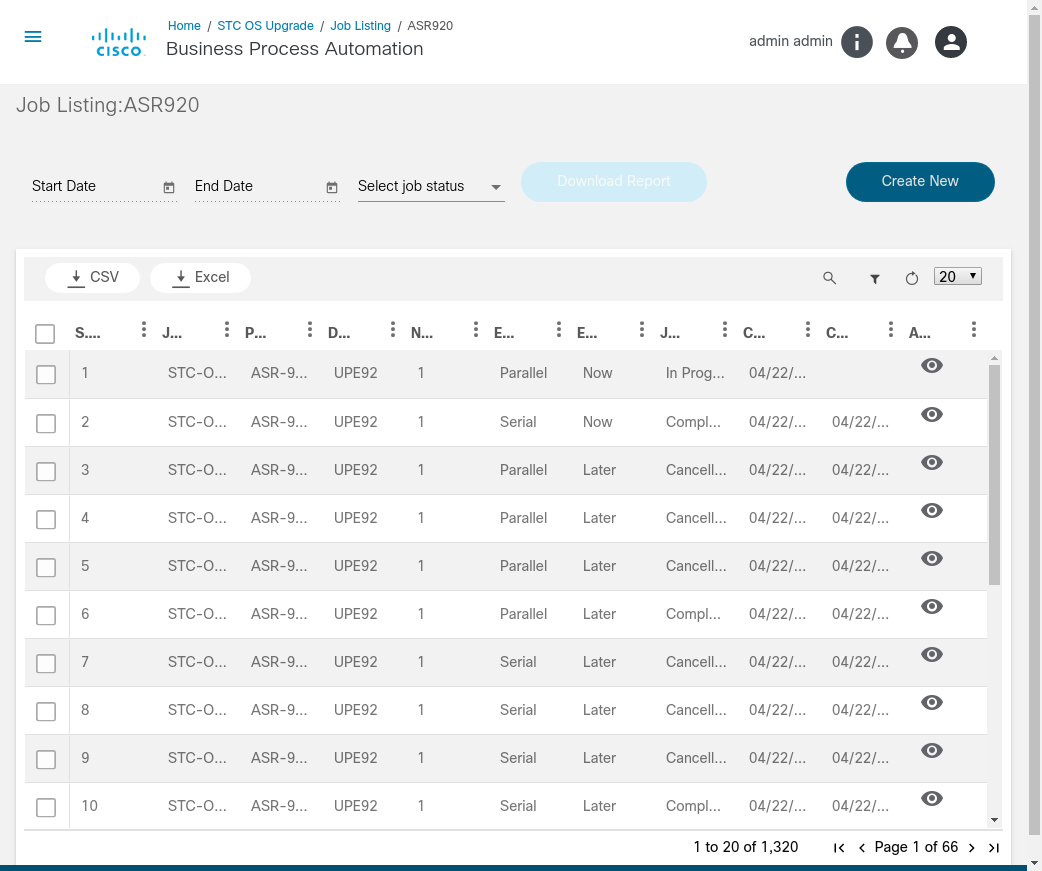 Home / STC OS Upgrade / Job Listing / ASR920
CISCO Business Process Automation
admin admin
Job Listing:ASR920
Start Date End Date Select job status Download Report Create New
CSV Excel 20
S.... J... P... D... N... E... E... J... C... C... A...
1 STC-O... ASR-9... UPE92 1 Parallel Now In Prog... 04/22/...
2 STC-O... ASR-9... UPE92 1 Serial Now Compl... 04/22/... 04/22/...
3 STC-O... ASR-9... UPE92 1 Parallel Later Cancell... 04/22/... 04/22/...
4 STC-O... ASR-9... UPE92 1 Parallel Later Cancell... 04/22/... 04/22/...
5 STC-O... ASR-9... UPE92 1 Parallel Later Cancell... 04/22/... 04/22/...
6 STC-O... ASR-9... UPE92 1 Parallel Later Compl... 04/22/... 04/22/...
7 STC-O... ASR-9... UPE92 1 Serial Later Cancell... 04/22/... 04/22/...
8 STC-O... ASR-9... UPE92 1 Serial Later Cancell... 04/22/... 04/22/...
9 STC-O... ASR-9... UPE92 1 Serial Later Cancell... 04/22/... 04/22/...
10 STC-O... ASR-9... UPE92 1 Serial Later Compl... 04/22/... 04/22/...
1 to 20 of 1,320 Page 1 of 66